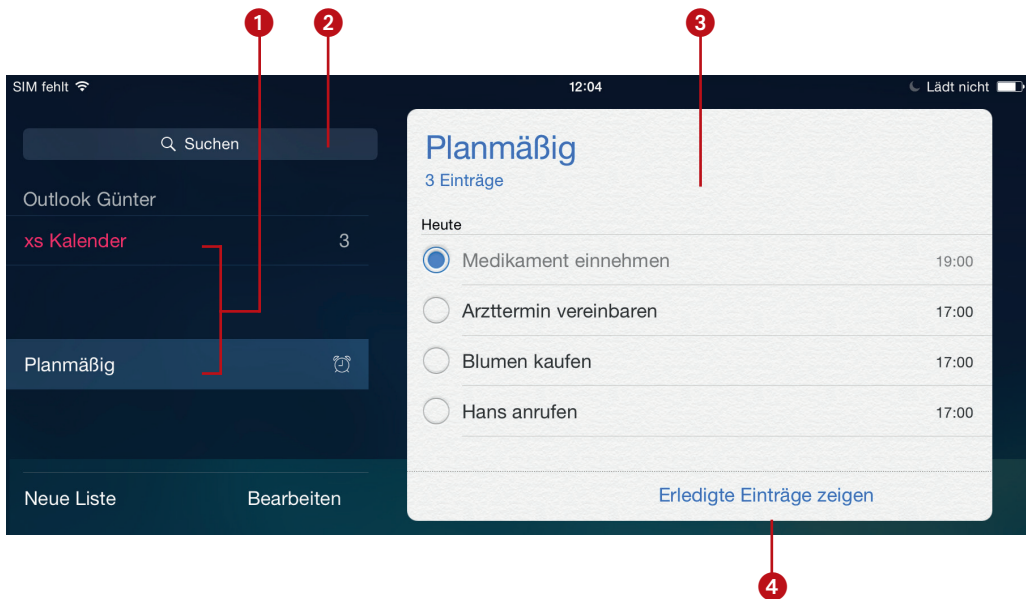 1 2 3
SIM fehlt 12:04 Lädt nicht
Suchen
Outlook Günter
xs Kalender 3
Planmäßig
Neue Liste Bearbeiten
Planmäßig
3 Einträge
Heute
Medikament einnehmen 19:00
Arzttermin vereinbaren 17:00
Blumen kaufen 17:00
Hans anrufen 17:00
Erledigte Einträge zeigen
4